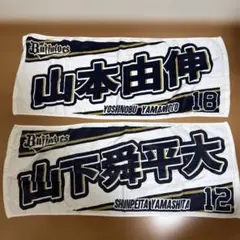 Buffaloes
山本由伸
YOSHINOBU YAMAMOTO
18
Buffaloes
山下舜平大
SHUNPEITA YAMASHITA
12